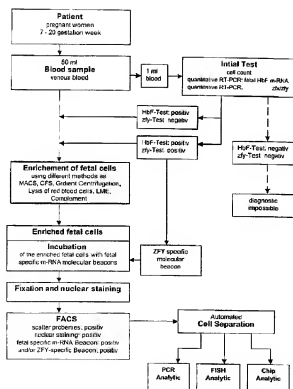 Patient
pregnant women
7 - 20 gestation week
50 ml
Blood sample
venous blood
1 ml
blood
Intial Test
cell count
quantitative RT-PCR: fetal HbF m-RNA
quantitative RT-PCR,
HbF-Test: positiv
zfy-Test: negativ
HbF-Test: positiv
zfy-Test: positiv
HbF-Test: negativ
zfy-Test: negativ
diagnostic
impossible
Enrichement of fetal cells
using different methods as
MACS, CFS, Grdient Centrifugation,
Lysis of red blood cells, LME,
Complement
Enriched fetal cells
Incubation
of the enriched fetal cells with fetal
specific m-RNA molecular beacons
ZFY specific
molecular
beacon
Fixation and nuclear staining
FACS
scatter properties: positiv
nuclear staining: positiv
fetal specific m-RNA Beacon: positiv
and/or ZFY-specific Beacon: positiv
Automated
Cell Separation
PCR
Analytic
FISH
Analytic
Chip
Analytic